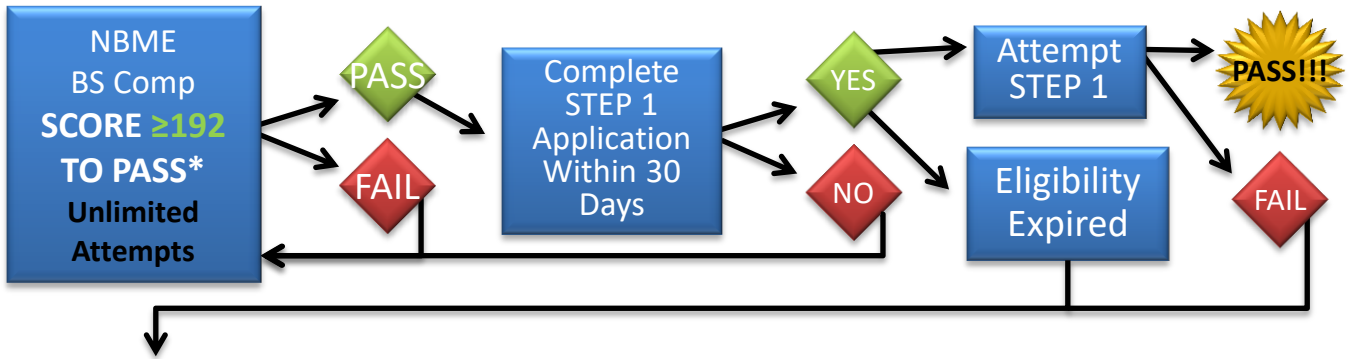 NBME
BS Comp
SCORE ≥192
TO PASS*
Unlimited
Attempts
PASS
FAIL
Complete
STEP 1
Application
Within 30
Days
YES
NO
Attempt
STEP 1
Eligibility
Expired
PASS!!!
FAIL